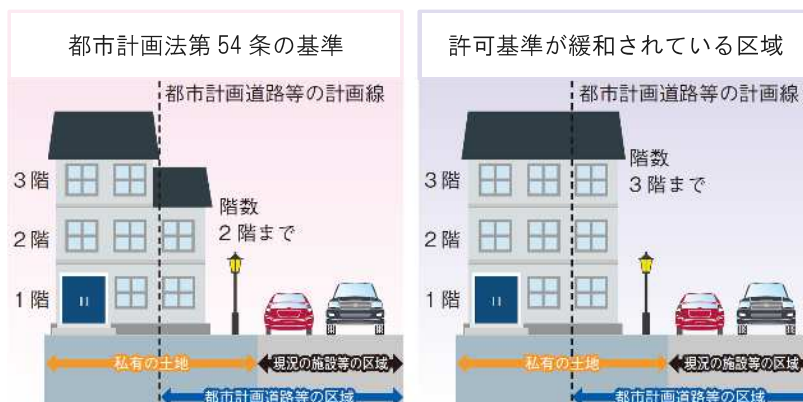 都市計画法第 54 条の基準
都市計画道路等の計画線
3階
2階
1階
階数
2階まで
私有の土地
現況の施設等の区域
都市計画道路等の区域
許可基準が緩和されている区域
都市計画道路等の計画線
3階
2階
1階
階数
3階まで
私有の土地
現況の施設等の区域
都市計画道路等の区域